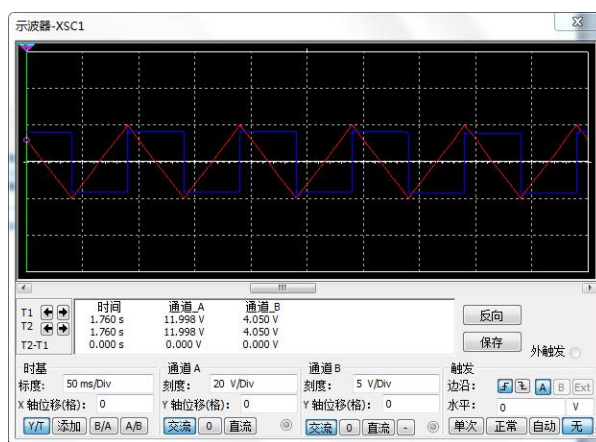 示波器-XSC1
时间 通道_A 通道_B
T1 1.760 s 11.998 V 4.050 V
T2 1.760 s 11.998 V 4.050 V
T2-T1 0.000 s 0.000 V 0.000 V
反向
保存
外触发
时基 通道A 通道B 触发
标度: 50 ms/Div 刻度: 20 V/Div 刻度: 5 V/Div 边沿: A B Ext
X 轴位移(格): 0 Y 轴位移(格): 0 Y 轴位移(格): 0 水平: 0 V
Y/T 添加 B/A A/B 交流 0 直流 交流 0 直流 - 单次 正常 自动 无